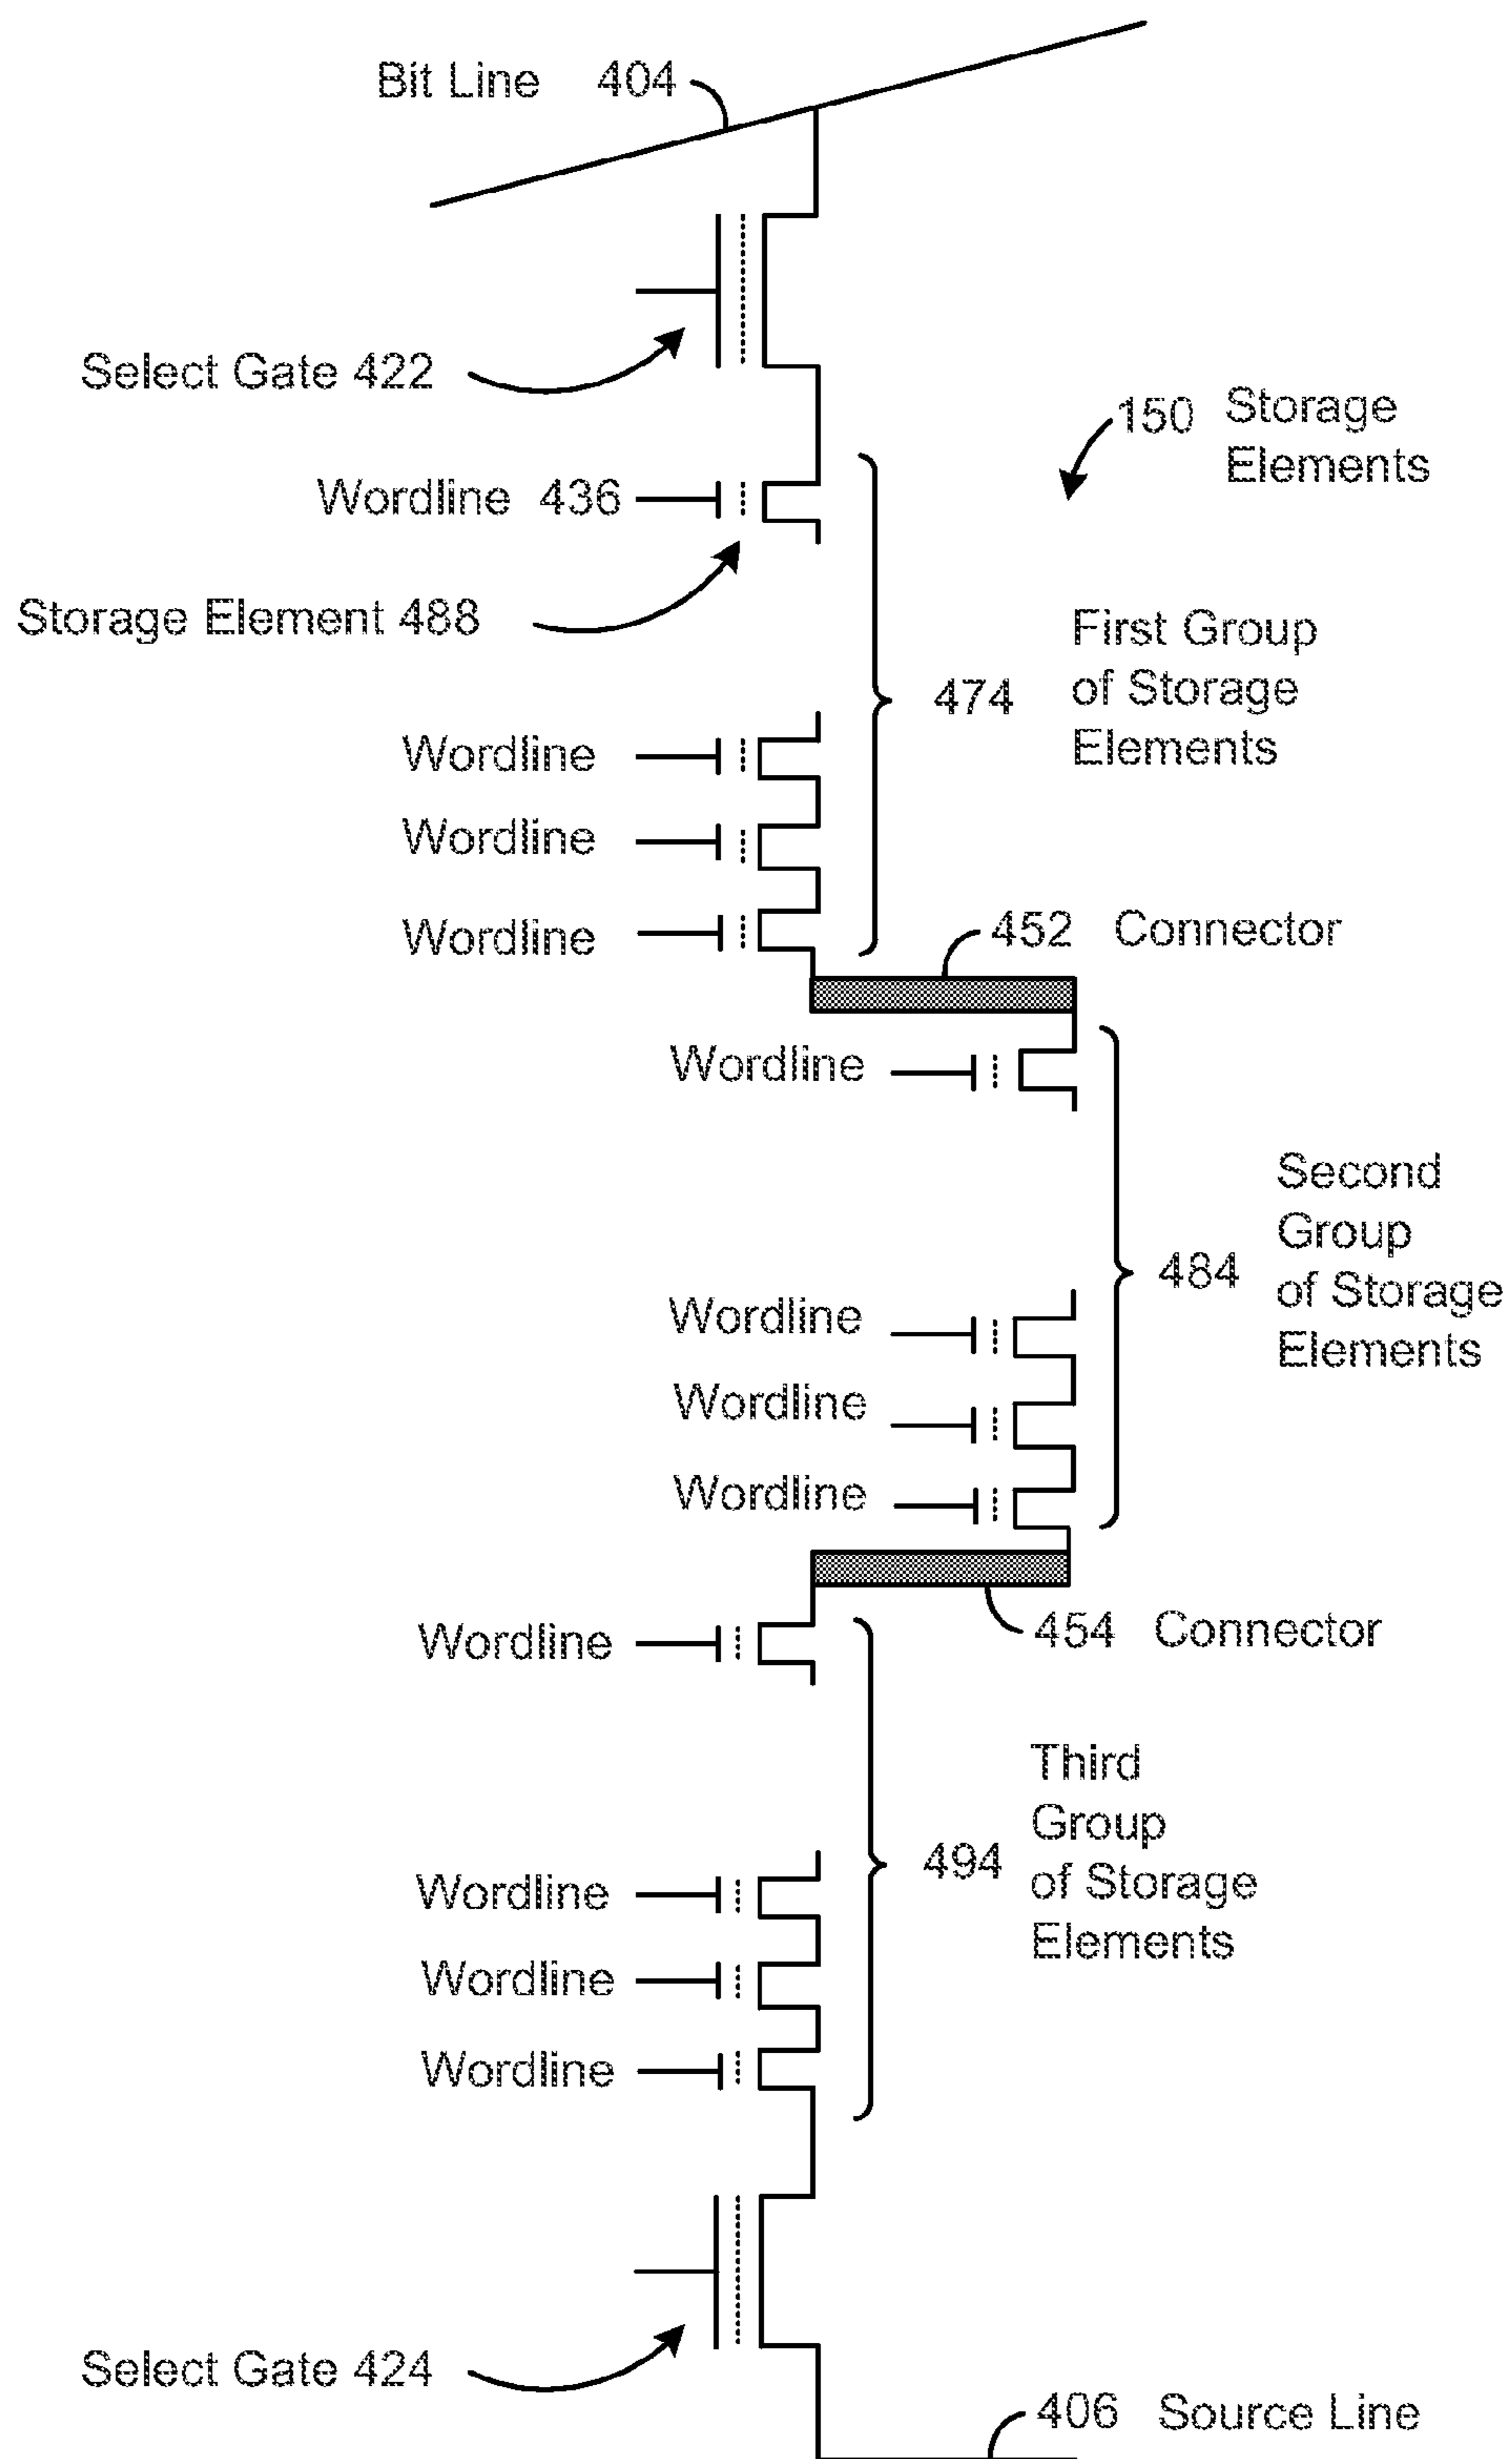 Bit Line 404
Select Gate 422
150 Storage
Elements
Wordline 436
Storage Element 488
First Group
of Storage
Elements
474
Wordline
Wordline
Wordline
452 Connector
Wordline
Second
Group
of Storage
Elements
484
Wordline
Wordline
Wordline
454 Connector
Wordline
Third
Group
of Storage
Elements
494
Wordline
Wordline
Wordline
Select Gate 424
406 Source Line